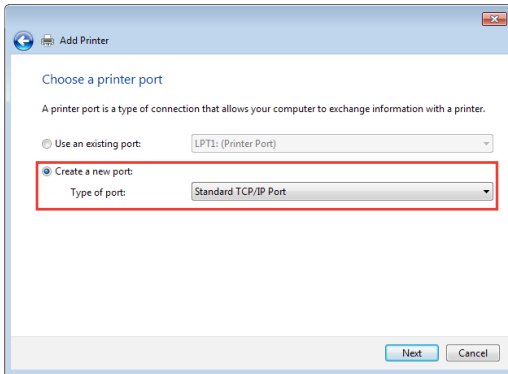 Add Printer
Choose a printer port
A printer port is a type of connection that allows your computer to exchange information with a printer.
Use an existing port: LPT1: (Printer Port)
Create a new port:
Type of port: Standard TCP/IP Port
Next Cancel